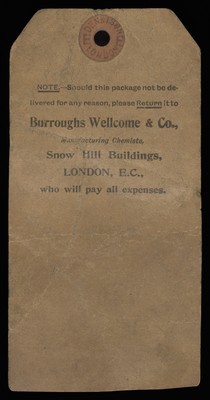 NOTE.—Should this package not be de-
livered for any reason, please Return it to
Burroughs Wellcome & Co.,
Manufacturing Chemists,
Snow Hill Buildings,
LONDON, E.C.,
who will pay all expenses.